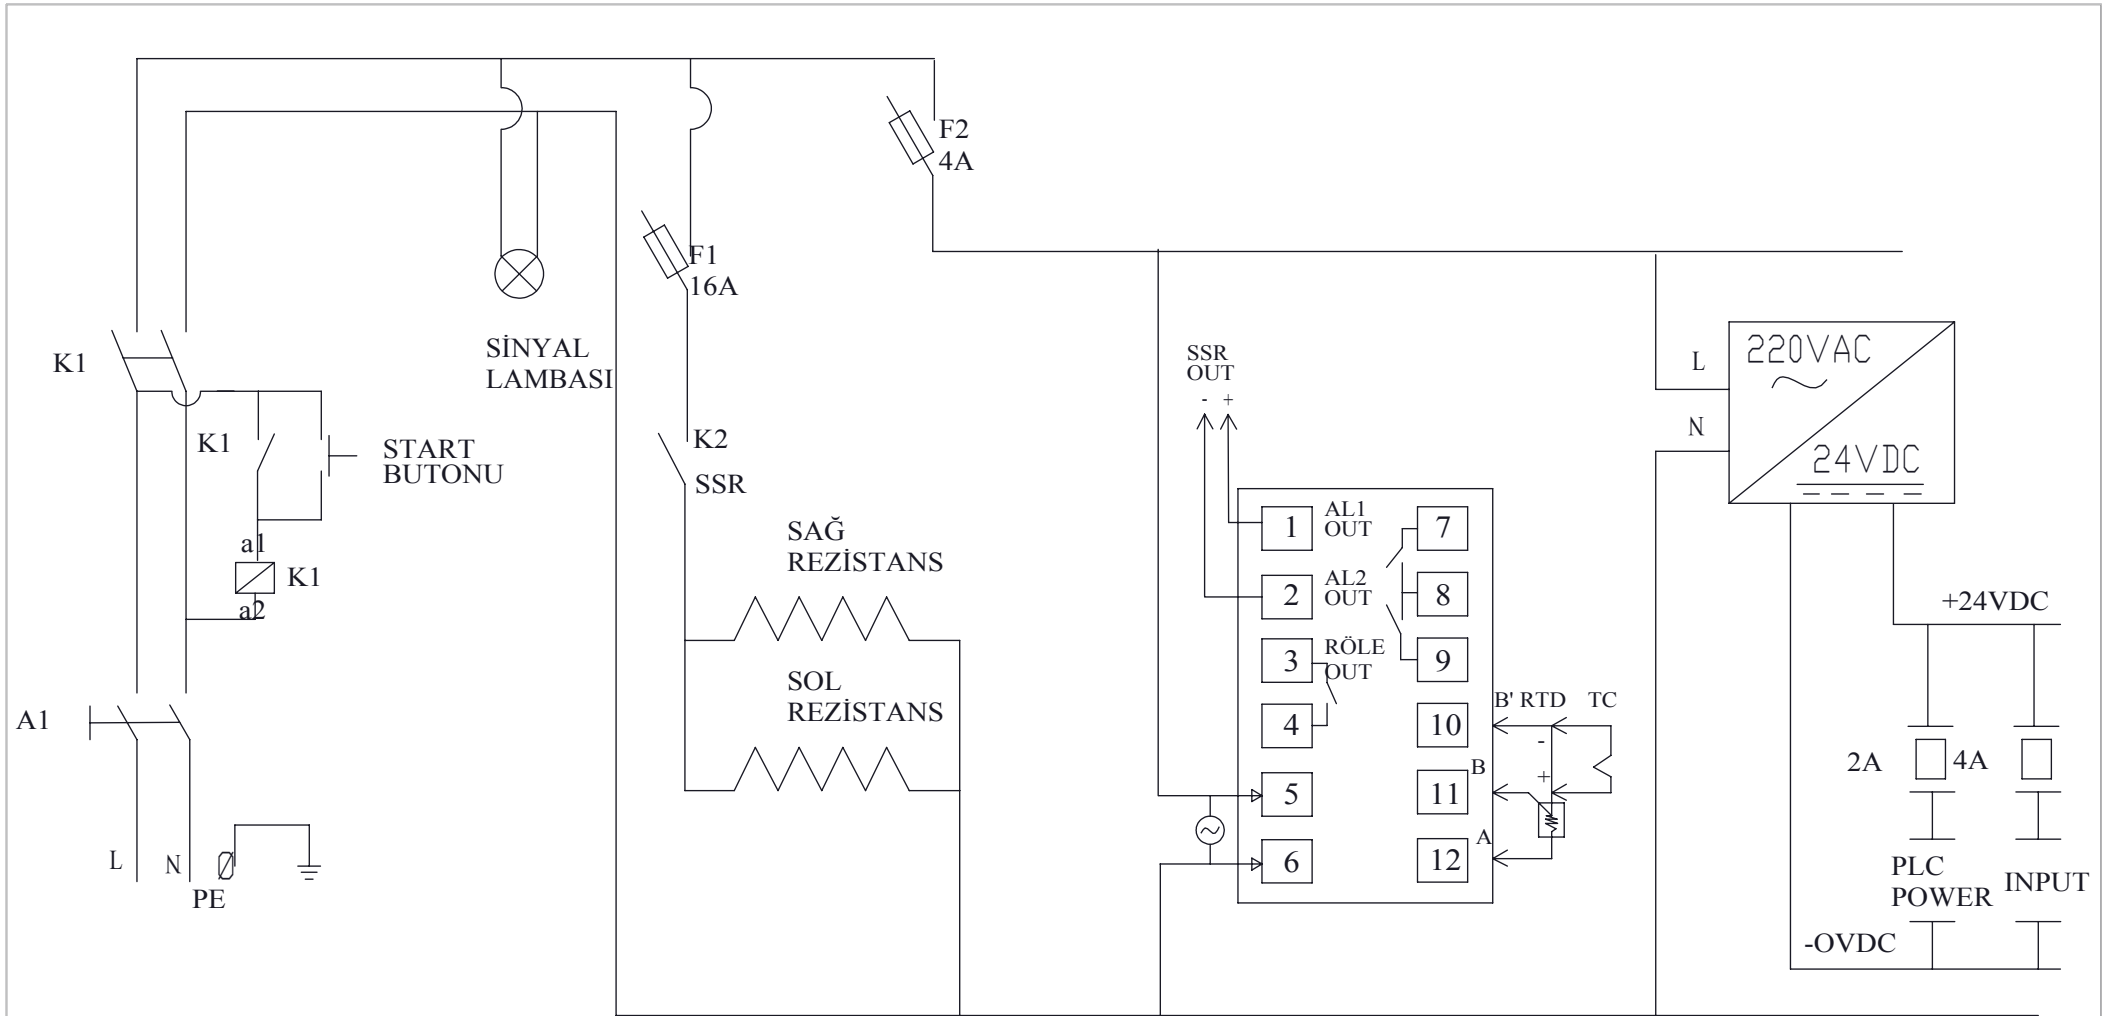 F2
4A
F1
16A
K1
SİNYAL
LAMBASI
K1
START
BUTONU
a1
K1
a2
K2
SSR
SAĞ
REZİSTANS
SOL
REZİSTANS
A1
L
N
PE
SSR
OUT
- +
1
AL1
OUT
7
2
AL2
OUT
8
3
RÖLE
OUT
9
4
10
B' RTD
TC
-
+
B
5
11
A
6
12
L
N
220VAC
24VDC
+24VDC
2A
4A
PLC
POWER
INPUT
-OVDC